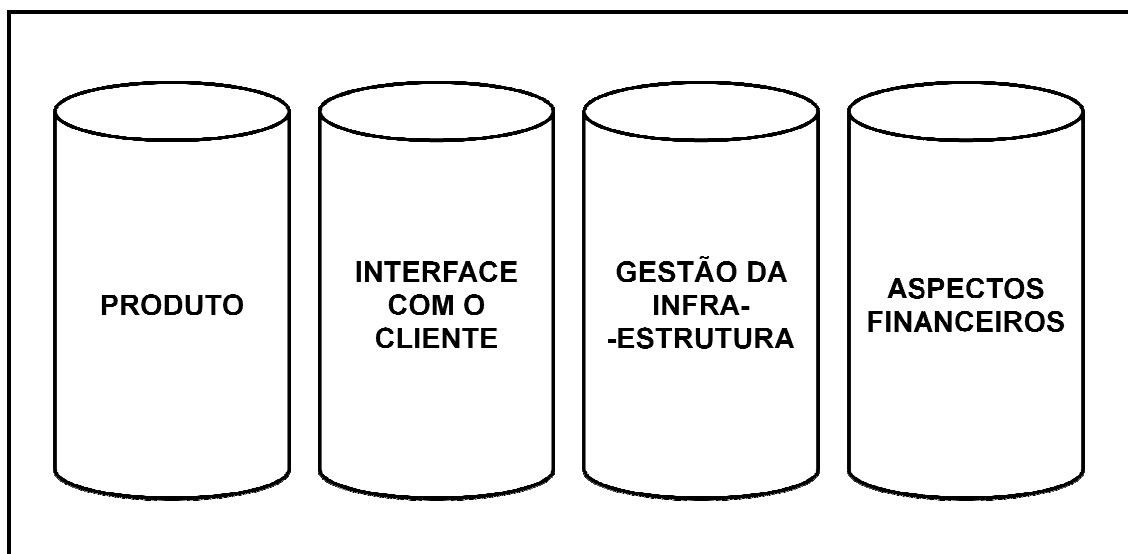 PRODUTO
INTERFACE
COM O
CLIENTE
GESTÃO DA
INFRA-
-ESTRUTURA
ASPECTOS
FINANCEIROS